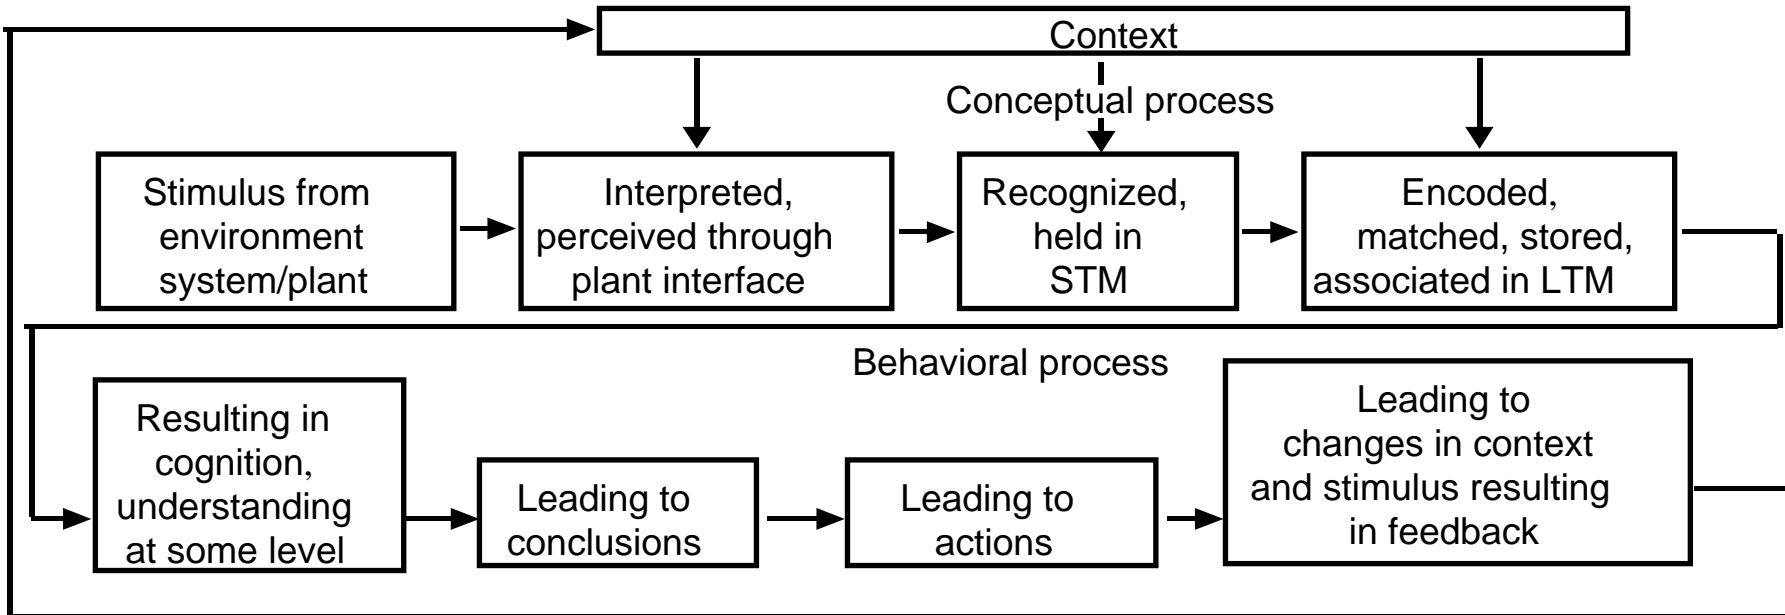 Context
Conceptual process
Stimulus from
environment
system/plant
Interpreted,
perceived through
plant interface
Recognized,
held in
STM
Encoded,
matched, stored,
associated in LTM
Behavioral process
Resulting in
cognition,
understanding
at some level
Leading to
conclusions
Leading to
actions
Leading to
changes in context
and stimulus resulting
in feedback